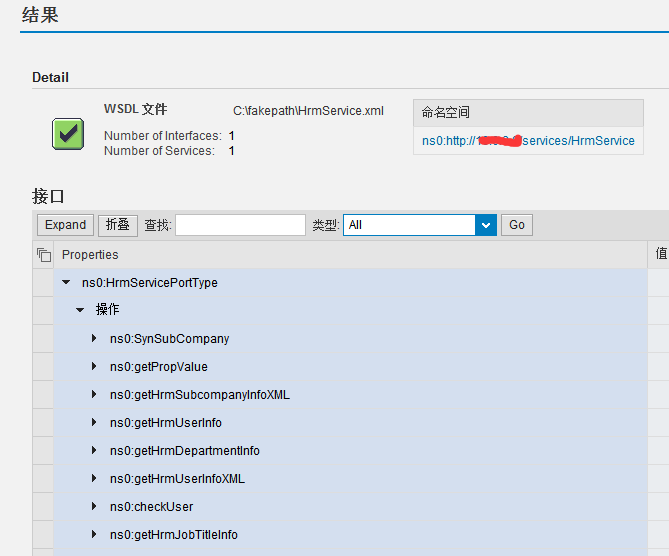 结果
Detail
WSDL 文件 C:\fakepath\HrmService.xml
Number of Interfaces: 1
Number of Services: 1
命名空间
ns0:http:// services/HrmService
接口
Expand 折叠 查找: 类型: All Go
Properties 值
ns0:HrmServicePortType
操作
ns0:SynSubCompany
ns0:getPropValue
ns0:getHrmSubcompanyInfoXML
ns0:getHrmUserInfo
ns0:getHrmDepartmentInfo
ns0:getHrmUserInfoXML
ns0:checkUser
ns0:getHrmJobTitleInfo